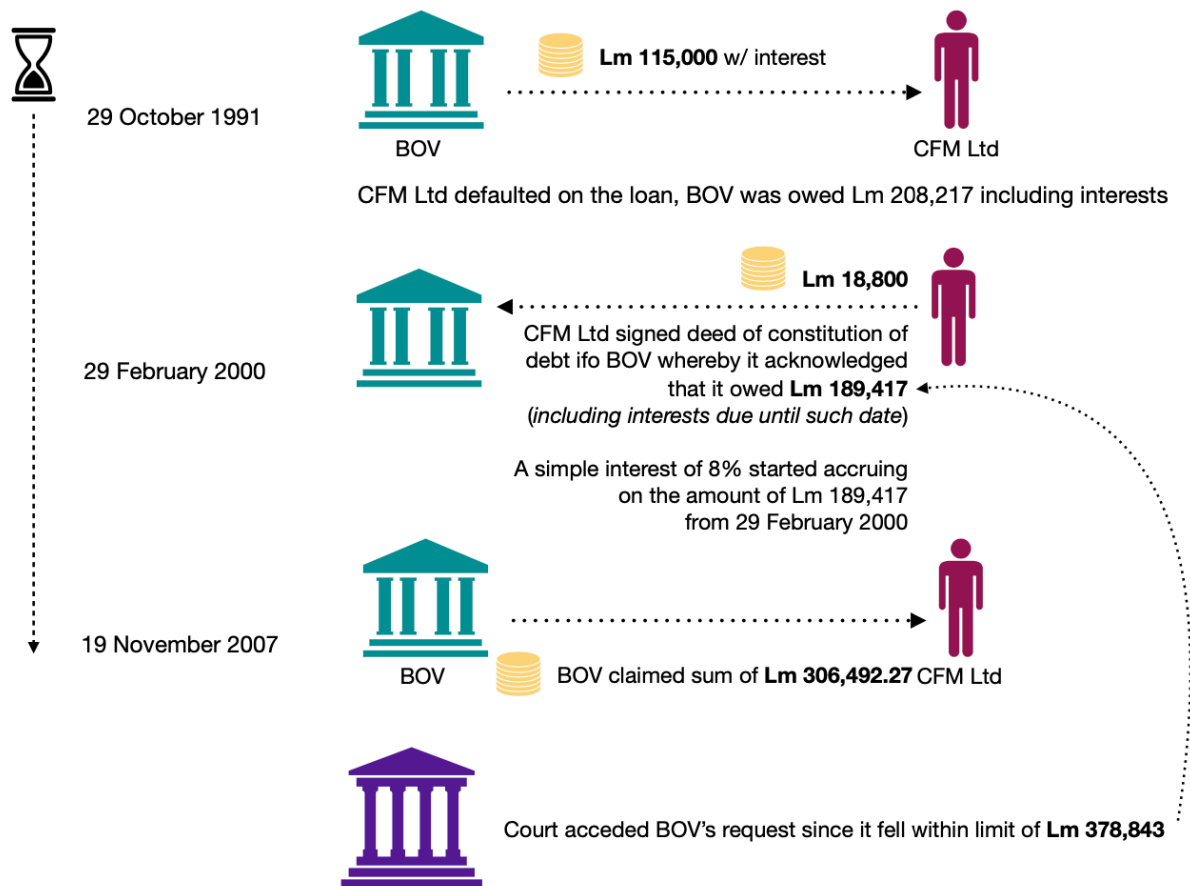 Lm 115,000 w/ interest
29 October 1991
BOV
CFM Ltd
CFM Ltd defaulted on the loan, BOV was owed Lm 208,217 including interests
Lm 18,800
CFM Ltd signed deed of constitution of
debt ifo BOV whereby it acknowledged
29 February 2000
that it owed Lm 189,417
(including interests due until such date)
A simple interest of 8% started accruing
on the amount of Lm 189,417
from 29 February 2000
19 November 2007
BOV
BOV claimed sum of Lm 306,492.27
CFM Ltd
Court acceded BOV's request since it fell within limit of Lm 378,843